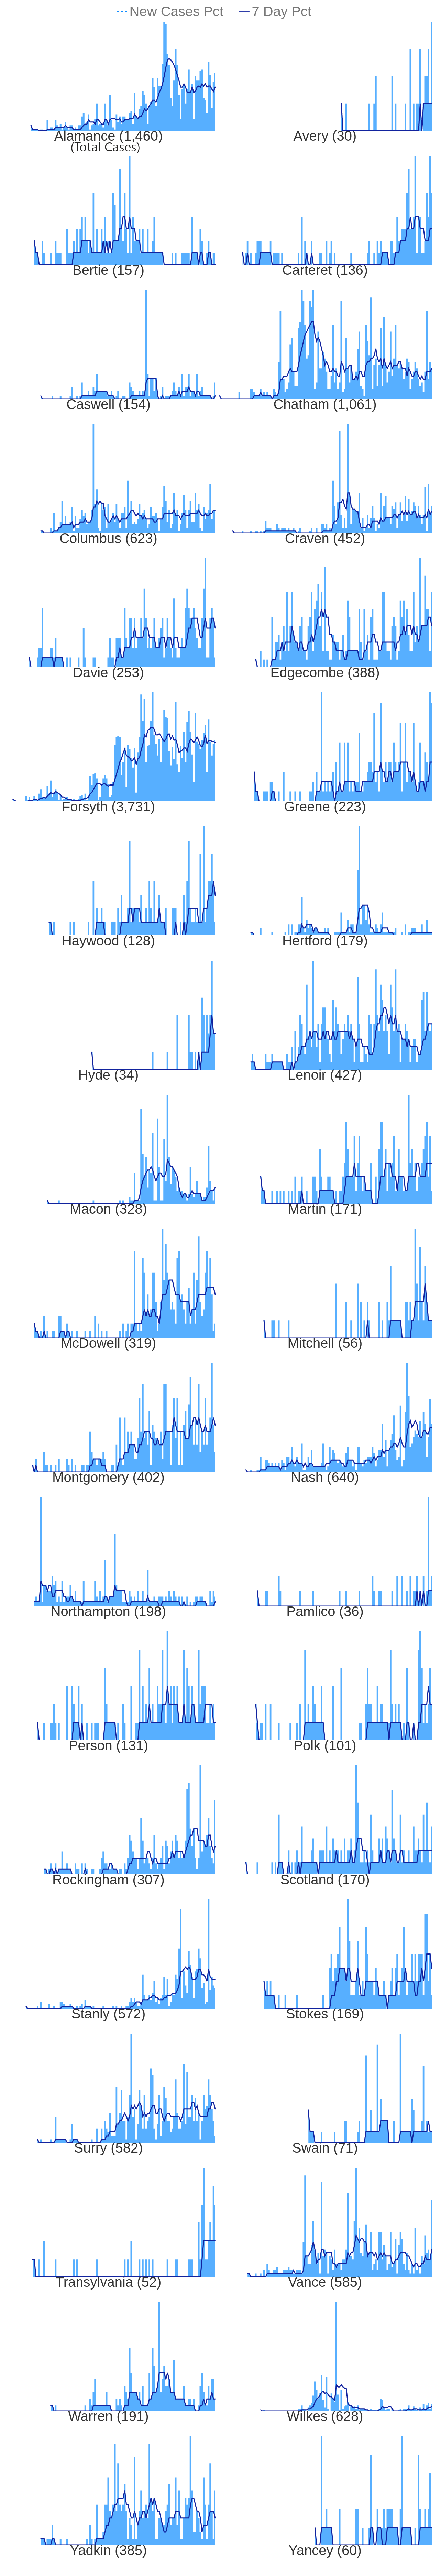 New Cases Pct 7 Day Pct
Alamance (1,460) Avery (30)
(Total Cases)
Bertie (157) Carteret (136)
Caswell (154) Chatham (1,061)
Columbus (623) Craven (452)
Davie (253) Edgecombe (388)
Forsyth (3,731) Greene (223)
Haywood (128) Hertford (179)
Hyde (34) Lenoir (427)
Macon (328) Martin (171)
McDowell (319) Mitchell (56)
Montgomery (402) Nash (640)
Northampton (198) Pamlico (36)
Person (131) Polk (101)
Rockingham (307) Scotland (170)
Stanly (572) Stokes (169)
Surry (582) Swain (71)
Transylvania (52) Vance (585)
Warren (191) Wilkes (628)
Yadkin (385) Yancey (60)